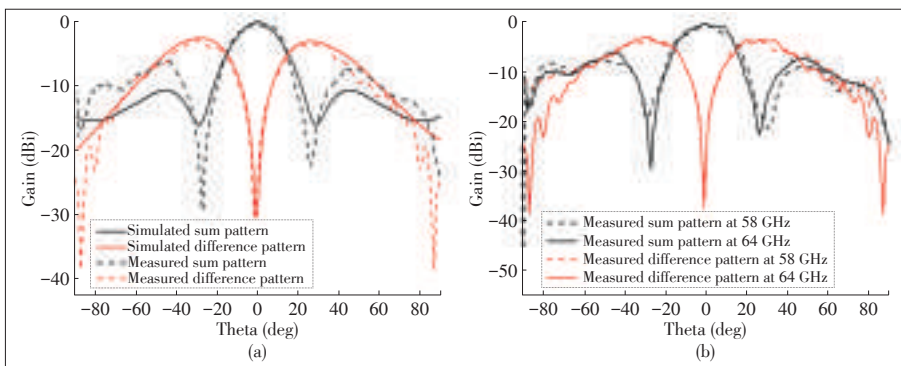 0
−10
−20
−30
−40
Gain (dBi)
Simulated sum pattern
Simulated difference pattern
Measured sum pattern
Measured difference pattern
−80 −60 −40 −20 0 20 40 60 80
Theta (deg)
(a)
0
−10
−20
−30
−40
−50
Gain (dBi)
Measured sum pattern at 58 GHz
Measured sum pattern at 64 GHz
Measured difference pattern at 58 GHz
Measured difference pattern at 64 GHz
−80 −60 −40 −20 0 20 40 60 80
Theta (deg)
(b)